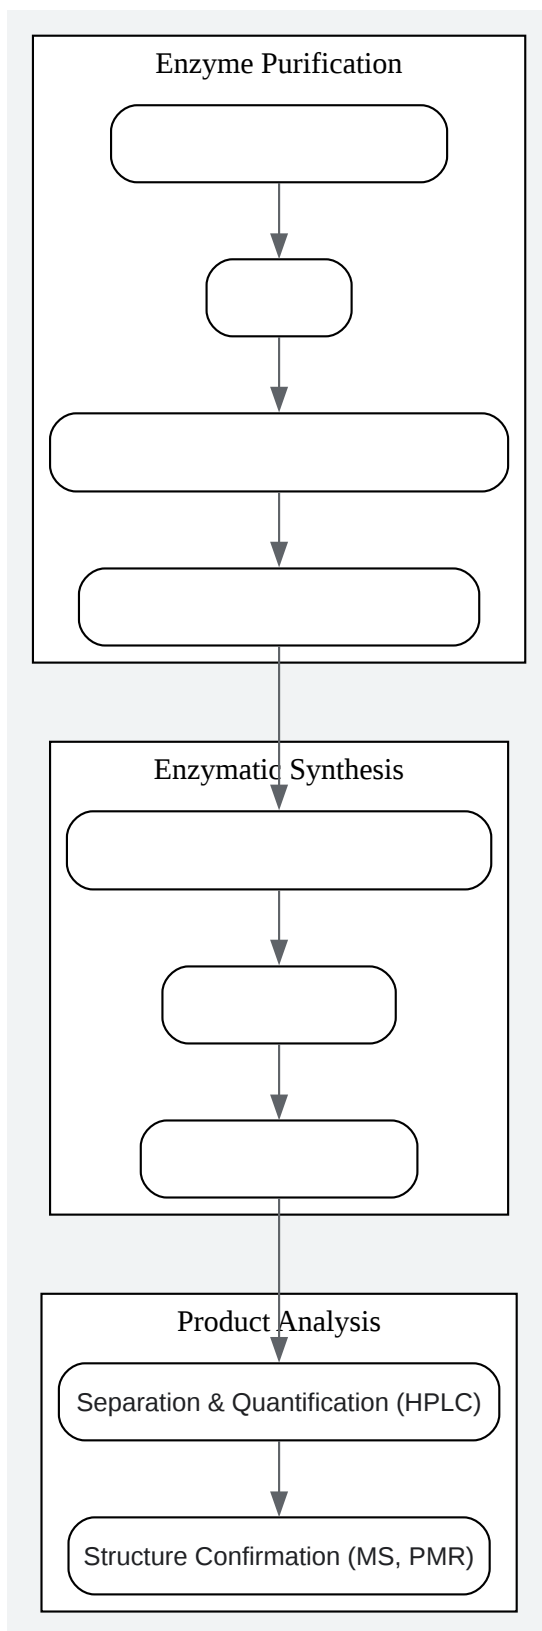 Enzyme Purification
Enzymatic Synthesis
Product Analysis
Separation & Quantification (HPLC)
Structure Confirmation (MS, PMR)